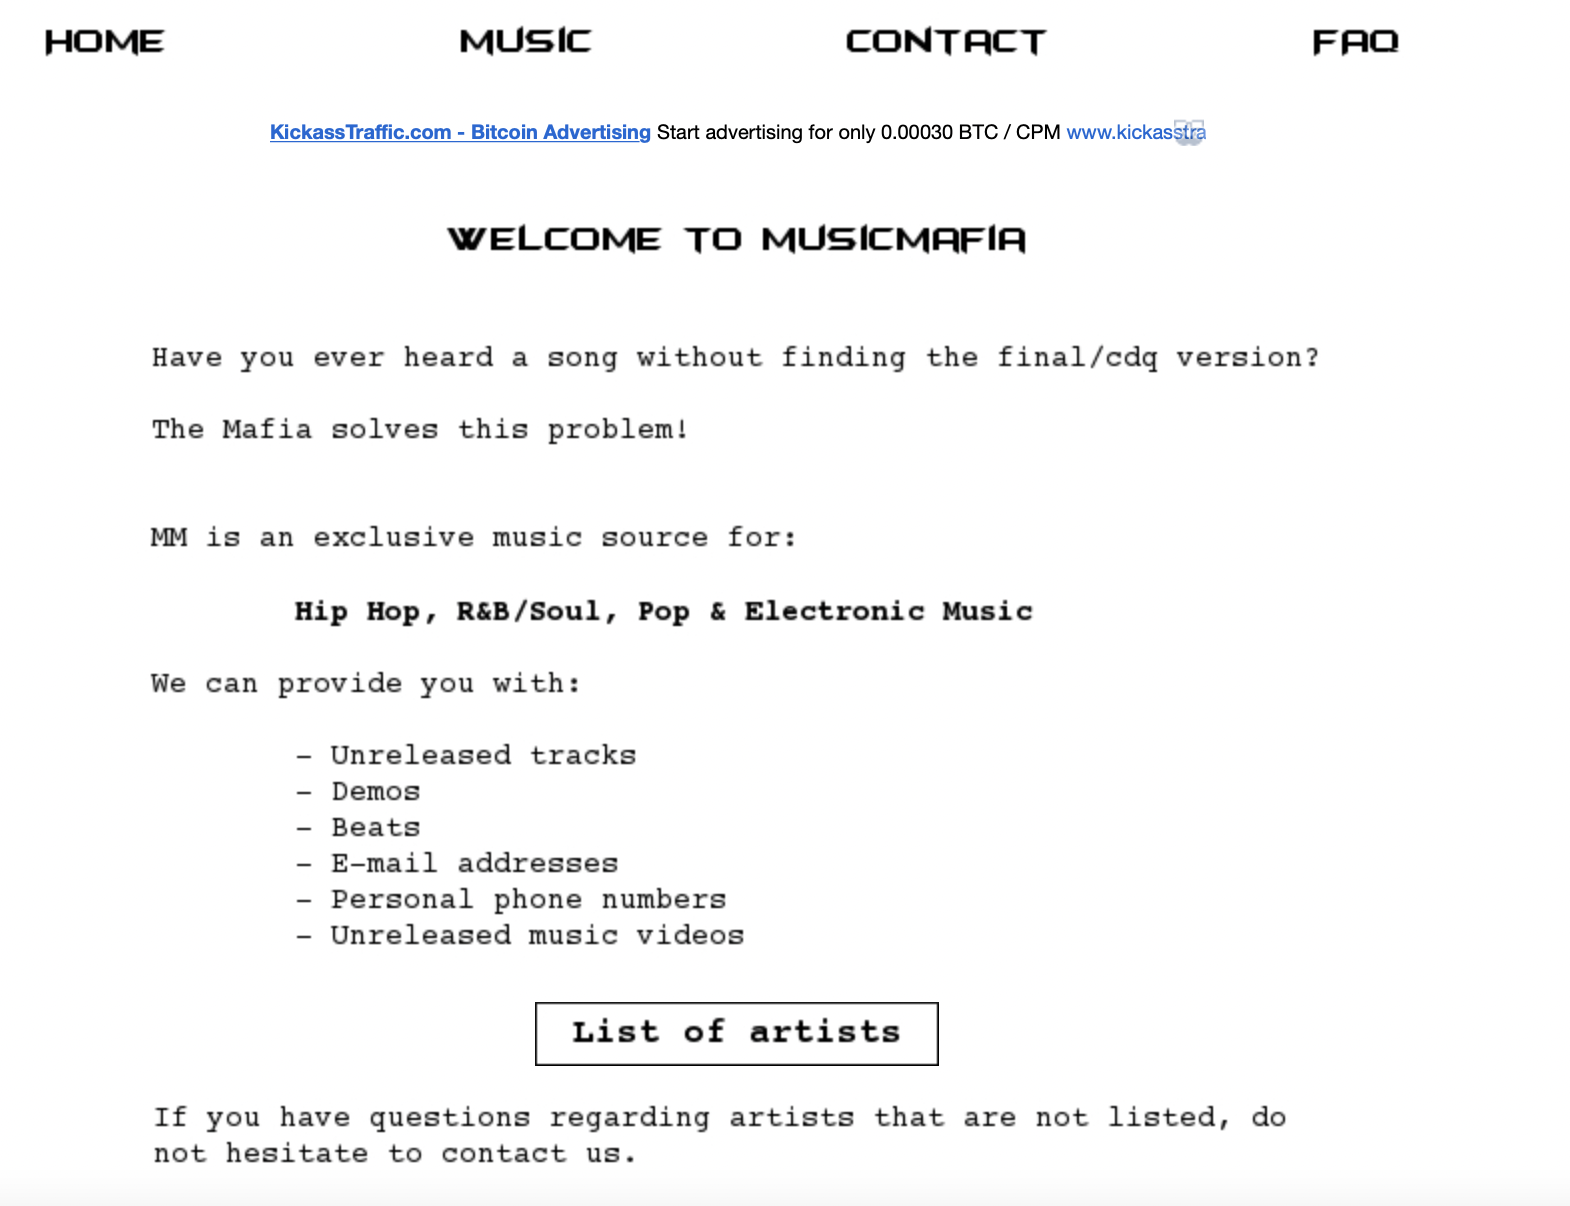 HOME MUSIC CONTACT FAQ
KickassTraffic.com - Bitcoin Advertising Start advertising for only 0.00030 BTC / CPM www.kickasstra
WELCOME TO MUSICMAFIA
Have you ever heard a song without finding the final/cdq version?
The Mafia solves this problem!
MM is an exclusive music source for:
Hip Hop, R&B/Soul, Pop & Electronic Music
We can provide you with:
- Unreleased tracks
- Demos
- Beats
- E-mail addresses
- Personal phone numbers
- Unreleased music videos
List of artists
If you have questions regarding artists that are not listed, do
not hesitate to contact us.